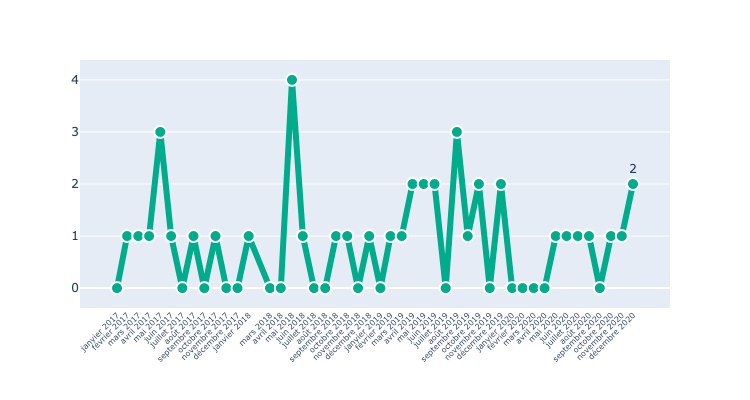 4
3
2
1
0
2
janvier 2017
février 2017
mars 2017
avril 2017
mai 2017
juin 2017
juillet 2017
août 2017
septembre 2017
octobre 2017
novembre 2017
décembre 2017
janvier 2018
mars 2018
avril 2018
mai 2018
juin 2018
juillet 2018
août 2018
septembre 2018
octobre 2018
novembre 2018
décembre 2018
janvier 2019
février 2019
mars 2019
avril 2019
mai 2019
juin 2019
juillet 2019
août 2019
septembre 2019
octobre 2019
novembre 2019
décembre 2019
janvier 2020
février 2020
mars 2020
avril 2020
mai 2020
juin 2020
juillet 2020
août 2020
septembre 2020
octobre 2020
novembre 2020
décembre 2020